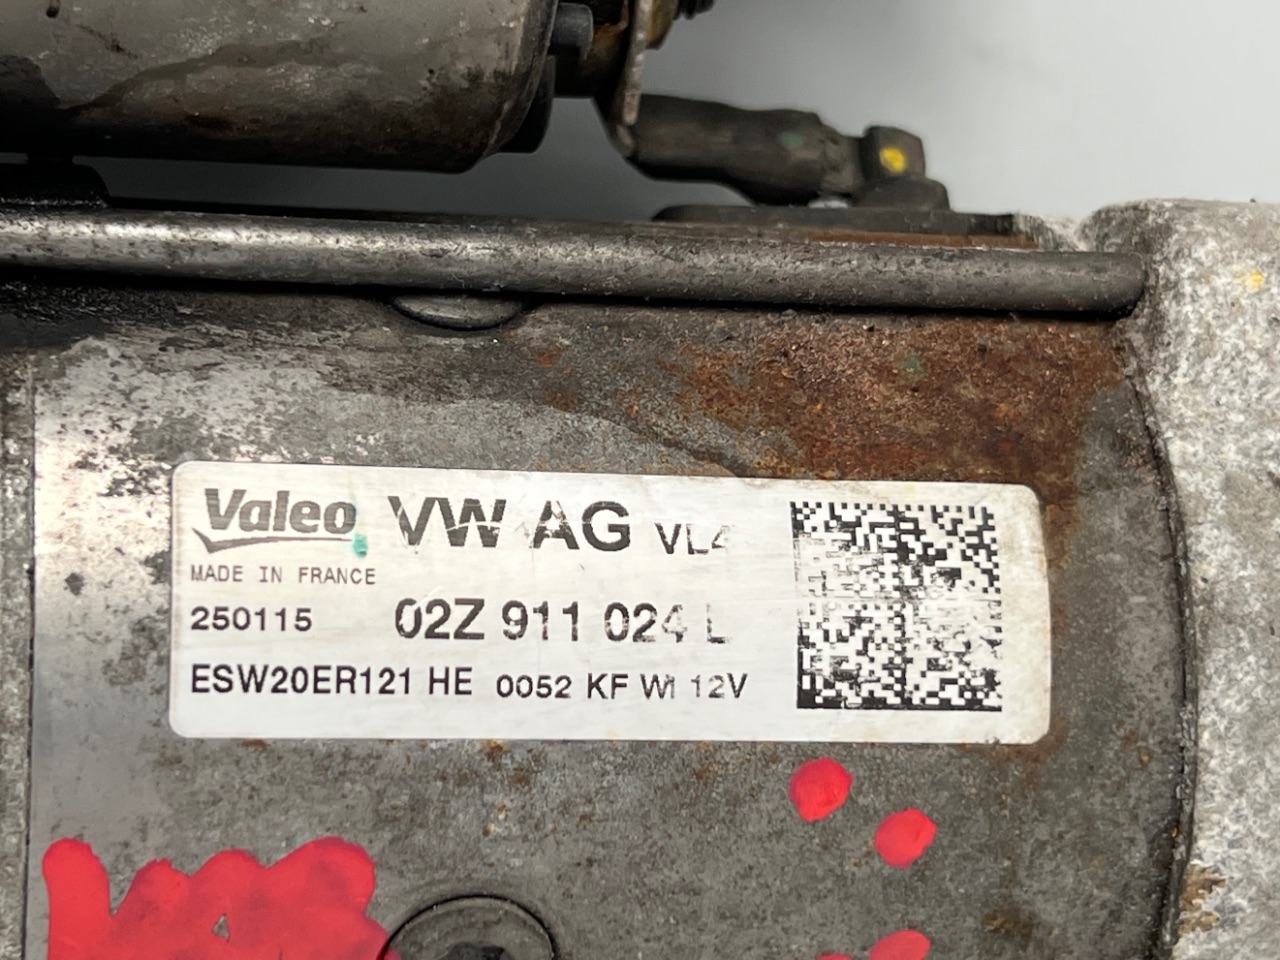 Valeo VW AG VL4
MADE IN FRANCE
250115 02Z 911 024 L
ESW20ER121 HE 0052 KF WI 12V